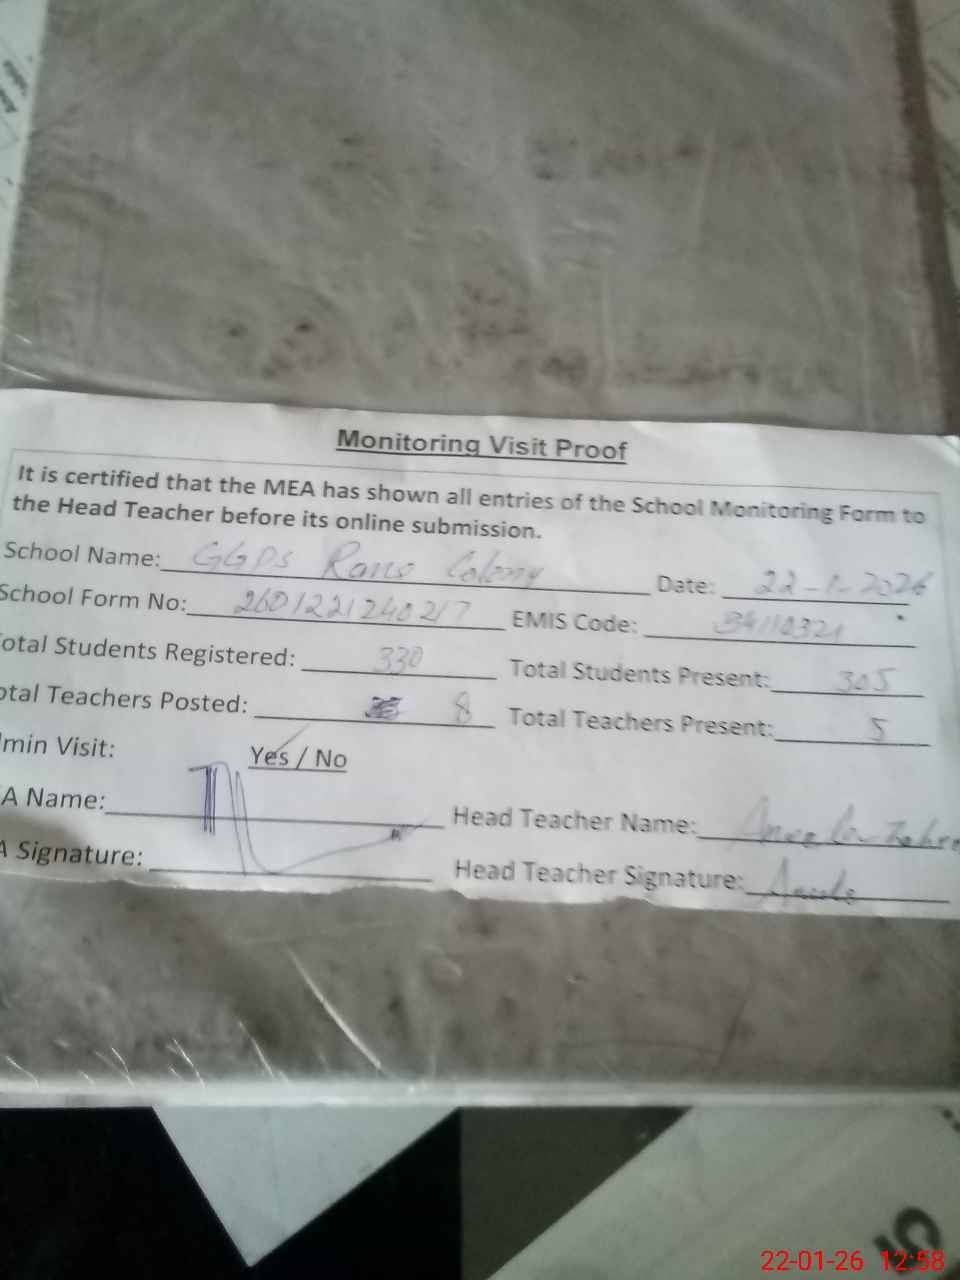 Monitoring Visit Proof
It is certified that the MEA has shown all entries of the School Monitoring Form to
the Head Teacher before its online submission.
School Name: GGPS Colony Date: 22-1-2026
School Form No: 2601221240217 EMIS Code: 34110321
otal Students Registered: 330 Total Students Present: 305
otal Teachers Posted: 8 Total Teachers Present: 5
min Visit: Yes / No
A Name: Head Teacher Name:
A Signature: Head Teacher Signature:
22-01-26 12:58